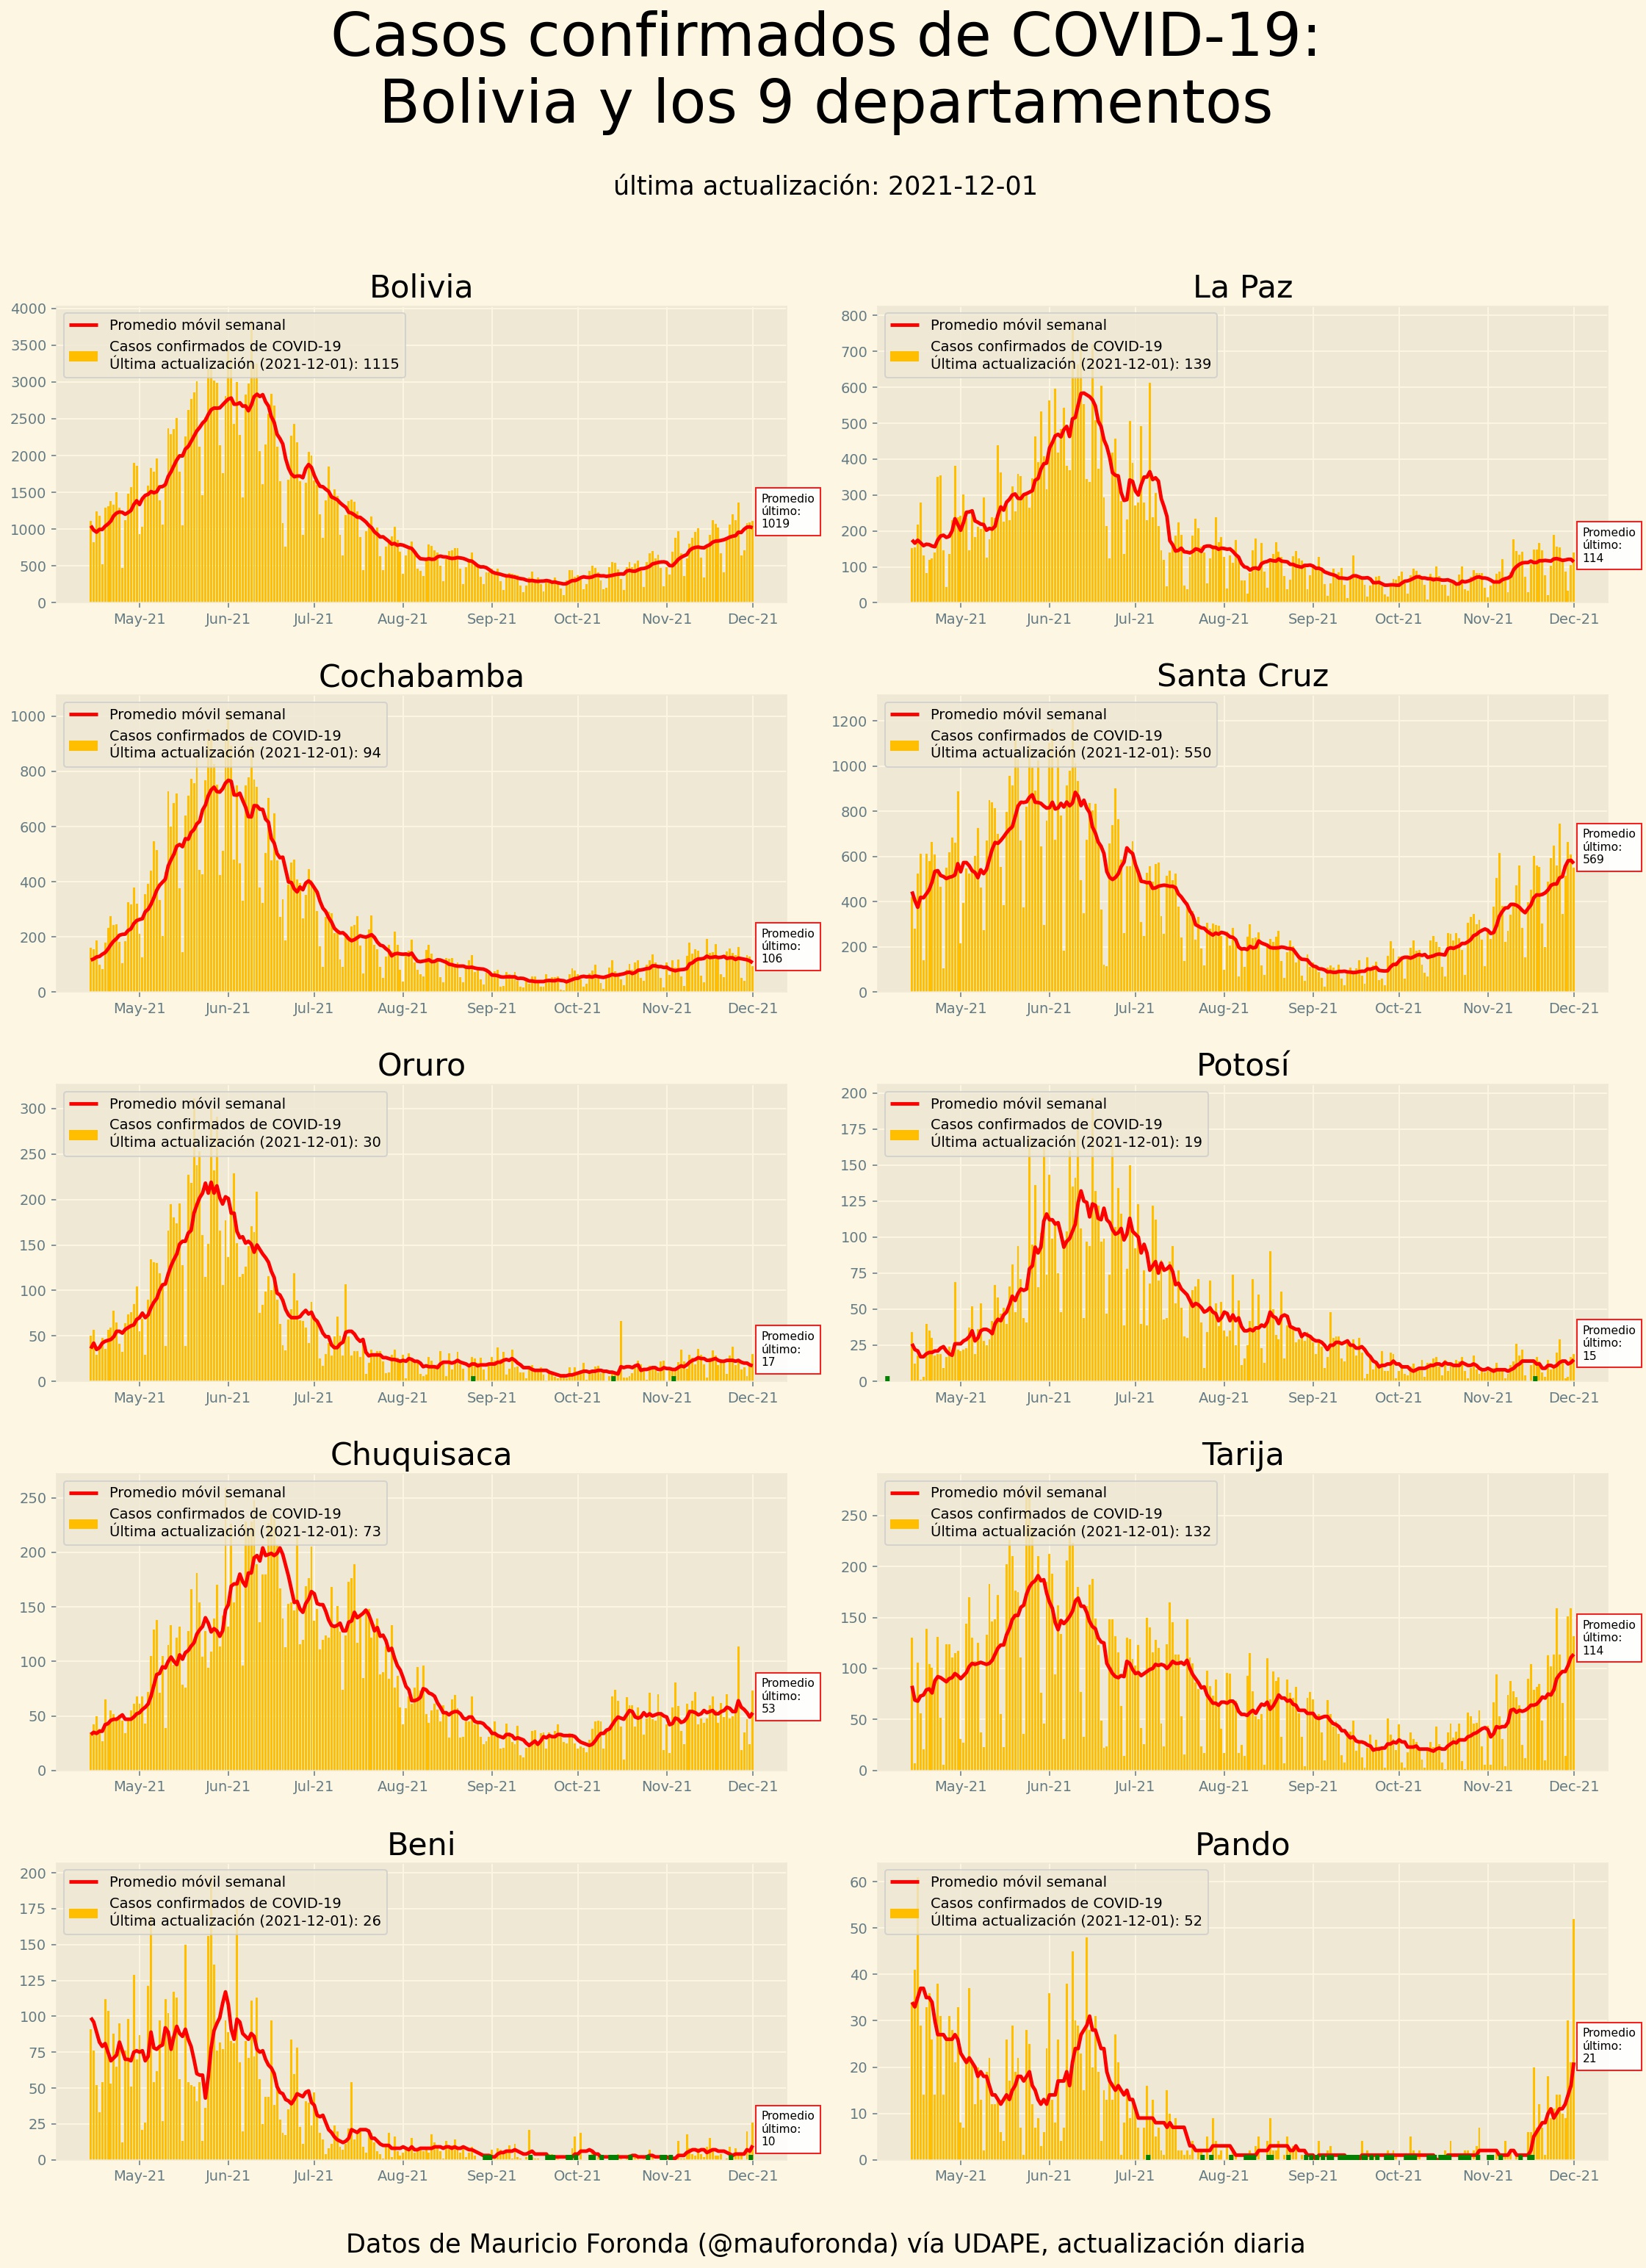 Casos confirmados de COVID-19:
Bolivia y los 9 departamentos
última actualización: 2021-12-01
Bolivia
4000
3500
3000
2500
2000
1500
1000
500
0
Promedio móvil semanal
Casos confirmados de COVID-19
Última actualización (2021-12-01): 1115
Promedio
último:
1019
May-21 Jun-21 Jul-21 Aug-21 Sep-21 Oct-21 Nov-21 Dec-21
La Paz
800
700
600
500
400
300
200
100
0
Promedio móvil semanal
Casos confirmados de COVID-19
Última actualización (2021-12-01): 139
Promedio
último:
114
May-21 Jun-21 Jul-21 Aug-21 Sep-21 Oct-21 Nov-21 Dec-21
Cochabamba
1000
800
600
400
200
0
Promedio móvil semanal
Casos confirmados de COVID-19
Última actualización (2021-12-01): 94
Promedio
último:
106
May-21 Jun-21 Jul-21 Aug-21 Sep-21 Oct-21 Nov-21 Dec-21
Santa Cruz
1200
1000
800
600
400
200
0
Promedio móvil semanal
Casos confirmados de COVID-19
Última actualización (2021-12-01): 550
Promedio
último:
569
May-21 Jun-21 Jul-21 Aug-21 Sep-21 Oct-21 Nov-21 Dec-21
Oruro
300
250
200
150
100
50
0
Promedio móvil semanal
Casos confirmados de COVID-19
Última actualización (2021-12-01): 30
Promedio
último:
17
May-21 Jun-21 Jul-21 Aug-21 Sep-21 Oct-21 Nov-21 Dec-21
Potosí
200
175
150
125
100
75
50
25
0
Promedio móvil semanal
Casos confirmados de COVID-19
Última actualización (2021-12-01): 19
Promedio
último:
15
May-21 Jun-21 Jul-21 Aug-21 Sep-21 Oct-21 Nov-21 Dec-21
Chuquisaca
250
200
150
100
50
0
Promedio móvil semanal
Casos confirmados de COVID-19
Última actualización (2021-12-01): 73
Promedio
último:
53
May-21 Jun-21 Jul-21 Aug-21 Sep-21 Oct-21 Nov-21 Dec-21
Tarija
250
200
150
100
50
0
Promedio móvil semanal
Casos confirmados de COVID-19
Última actualización (2021-12-01): 132
Promedio
último:
114
May-21 Jun-21 Jul-21 Aug-21 Sep-21 Oct-21 Nov-21 Dec-21
Beni
200
175
150
125
100
75
50
25
0
Promedio móvil semanal
Casos confirmados de COVID-19
Última actualización (2021-12-01): 26
Promedio
último:
10
May-21 Jun-21 Jul-21 Aug-21 Sep-21 Oct-21 Nov-21 Dec-21
Pando
60
50
40
30
20
10
0
Promedio móvil semanal
Casos confirmados de COVID-19
Última actualización (2021-12-01): 52
Promedio
último:
21
May-21 Jun-21 Jul-21 Aug-21 Sep-21 Oct-21 Nov-21 Dec-21
Datos de Mauricio Foronda (@mauforonda) vía UDAPE, actualización diaria